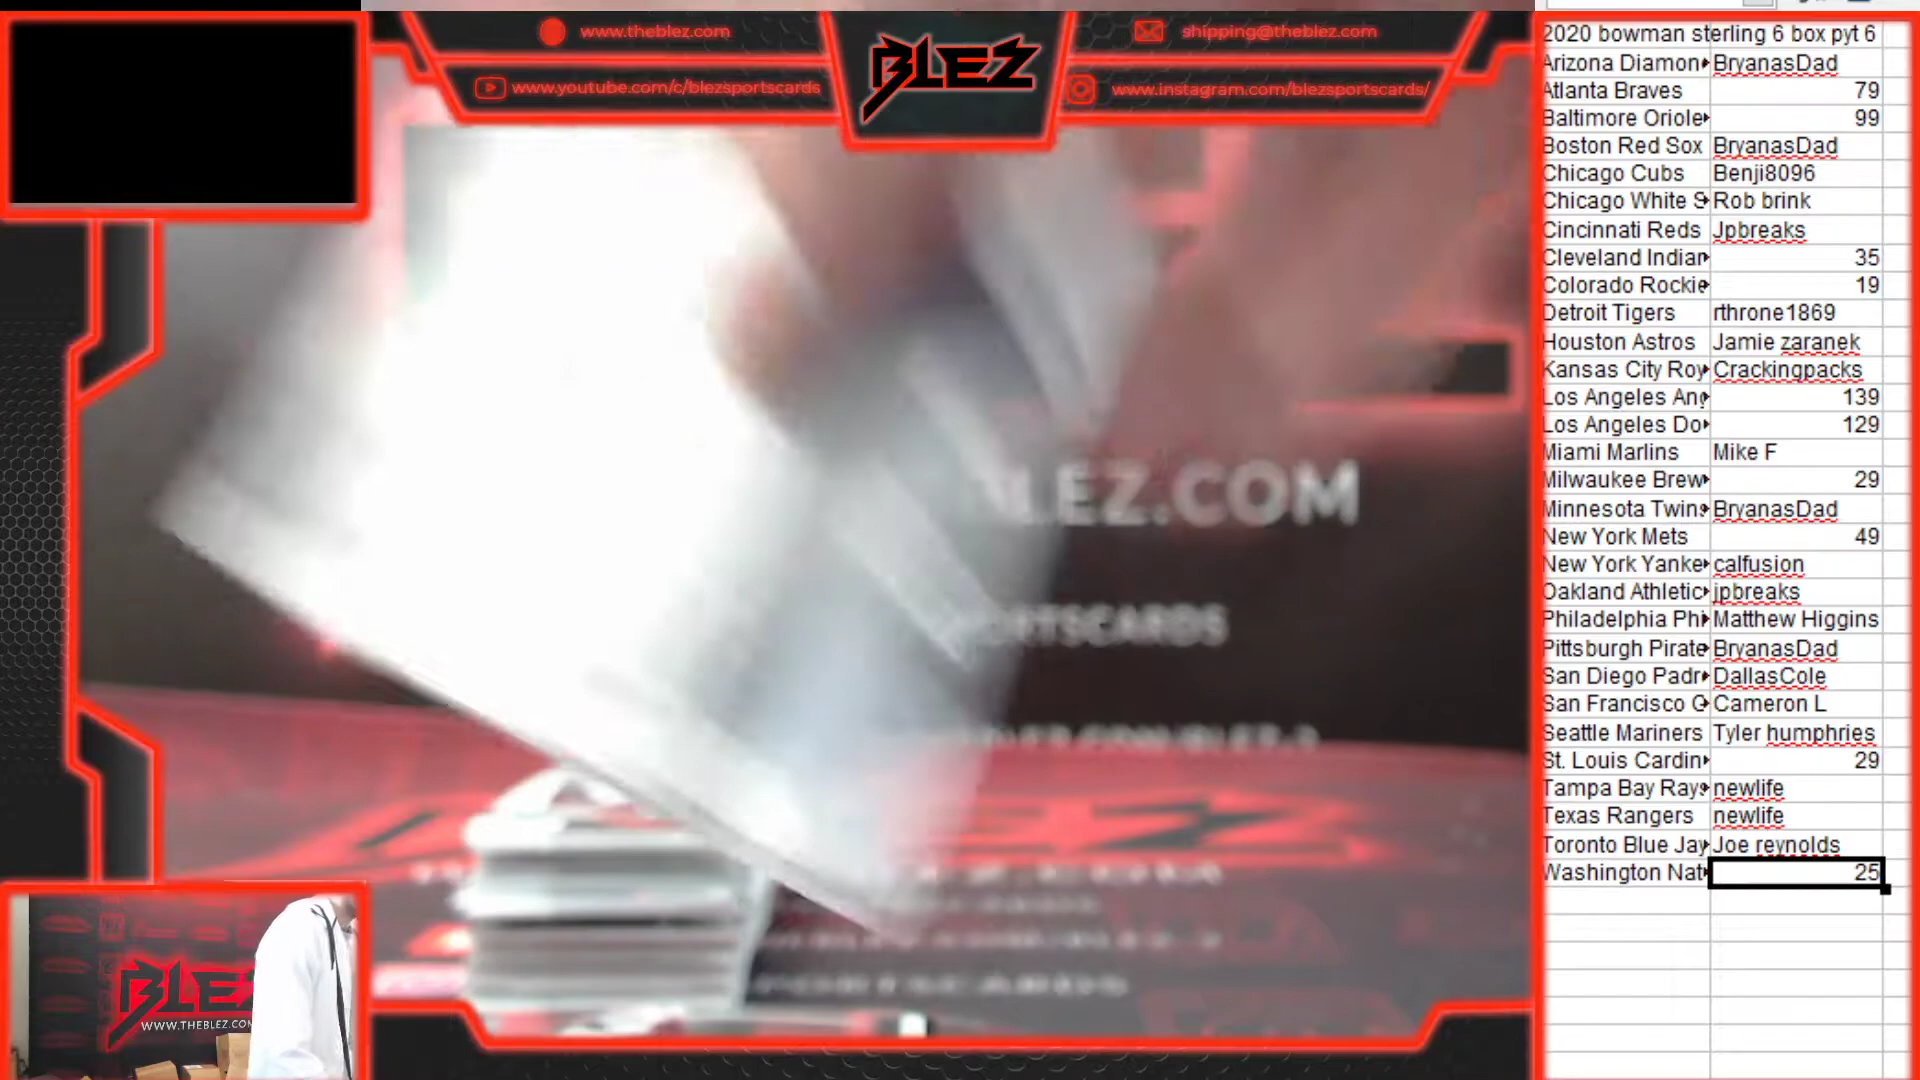 www.theblez.com
shipping@theblez.com
www.youtube.com/c/blezsportscards
www.instagram.com/blezsportscards/
BLEZ
LEZ.COM
ORTSCARDS
BLEZ
WWW.THEBLEZ.COM
2020 bowman sterling 6 box pyt 6
Arizona Diamon BryanasDad
Atlanta Braves 79
Baltimore Oriole 99
Boston Red Sox BryanasDad
Chicago Cubs Benji8096
Chicago White S Rob brink
Cincinnati Reds Jpbreaks
Cleveland Indian 35
Colorado Rockie 19
Detroit Tigers rthrone1869
Houston Astros Jamie zaranek
Kansas City Roy Crackingpacks
Los Angeles Ang 139
Los Angeles Do 129
Miami Marlins Mike F
Milwaukee Brew 29
Minnesota Twins BryanasDad
New York Mets 49
New York Yanke calfusion
Oakland Athletic jpbreaks
Philadelphia Phi Matthew Higgins
Pittsburgh Pirate BryanasDad
San Diego Padr DallasCole
San Francisco G Cameron L
Seattle Mariners Tyler humphries
St. Louis Cardin 29
Tampa Bay Rays newlife
Texas Rangers newlife
Toronto Blue Jay Joe reynolds
Washington Nat 25